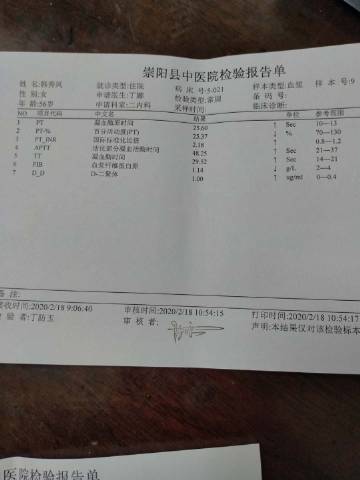 崇阳县中医院检验报告单
姓 名:韩秀凤 就诊类型:住院 病 床 号:5-021 样本类型:血浆 样 本 号:9
性 别:女 申请医生:丁娜 检验类型:常规 条 码 号:
年 龄:56岁 申请科室:二内科 采样时间: 临床诊断:
NO 项目代码 中文名 结果 单位 参考范围
1 PT 凝血酶原时间 25.60 ↑ Sec 10--13
2 PT-% 百分活动度(PT) 25.37 ↓ % 70--130
3 PT_INR 国际标准化比值 2.18 ↑ 0.8--1.2
4 APTT 活化部分凝血活酶时间 48.25 ↑ Sec 21--37
5 TT 凝血酶时间 29.52 ↑ Sec 14--21
6 FIB 血浆纤维蛋白原 1.14 ↓ g/L 2--4
7 D_D D-二聚体 1.00 ↑ ug/ml 0--0.4
备 注:
接收时间:2020/2/18 9:06:40 审核时间:2020/2/18 10:54:15 打印时间:2020/2/18 10:54:17
检 验 者:丁防玉 审 核 者: 声明:本结果仅对该检验标本
医院检验报告单